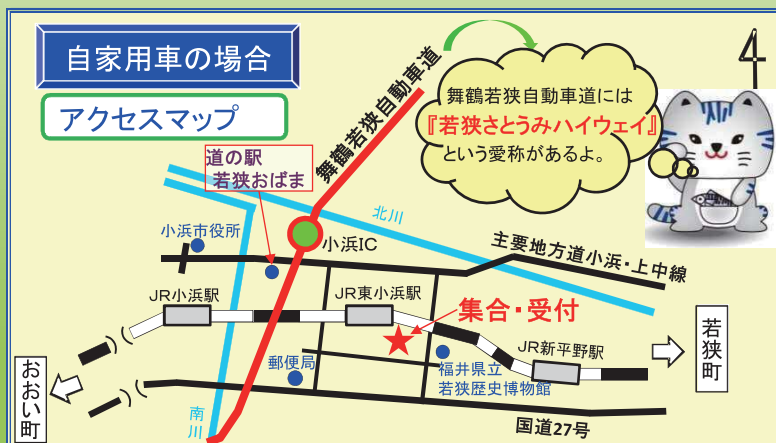 自家用車の場合
アクセスマップ
舞鶴若狭自動車道
舞鶴若狭自動車道には
『若狭さとうみハイウェイ』
という愛称があるよ。
道の駅
若狭おばま
北川
小浜市役所
小浜IC
主要地方道小浜・上中線
JR小浜駅
JR東小浜駅
集合・受付
若狭町
JR新平野駅
おおい町
郵便局
福井県立
若狭歴史博物館
南川
国道27号